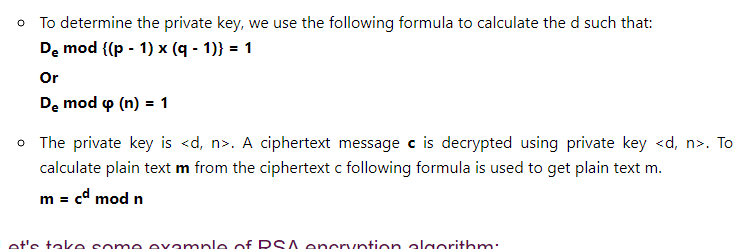 To determine the private key, we use the following formula to calculate the d such that:
Dₑ mod {(p - 1) x (q - 1)} = 1
Or
Dₑ mod φ (n) = 1
The private key is <d, n>. A ciphertext message c is decrypted using private key <d, n>. To
calculate plain text m from the ciphertext c following formula is used to get plain text m.
m = cᵈ mod n
et's take some example of RSA encryption algorithm: